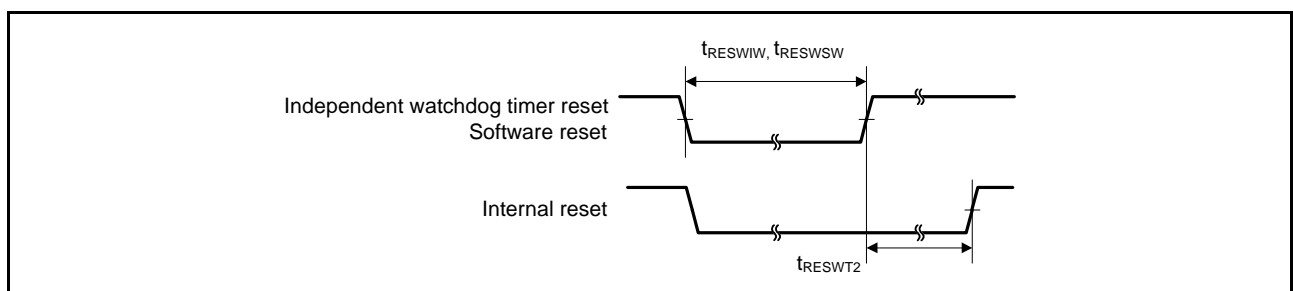 tRESWIW, tRESWSW
Independent watchdog timer reset
Software reset
Internal reset
tRESWT2